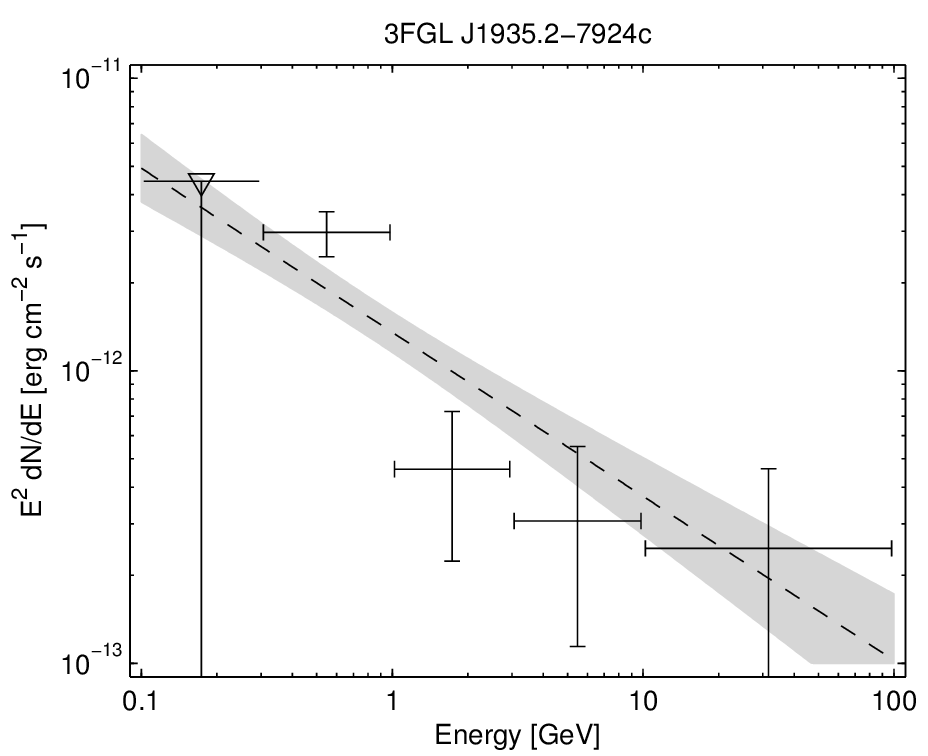 3FGL J1935.2−7924c
10⁻¹¹
10⁻¹²
10⁻¹³
E² dN/dE [erg cm⁻² s⁻¹]
0.1 1 10 100
Energy [GeV]